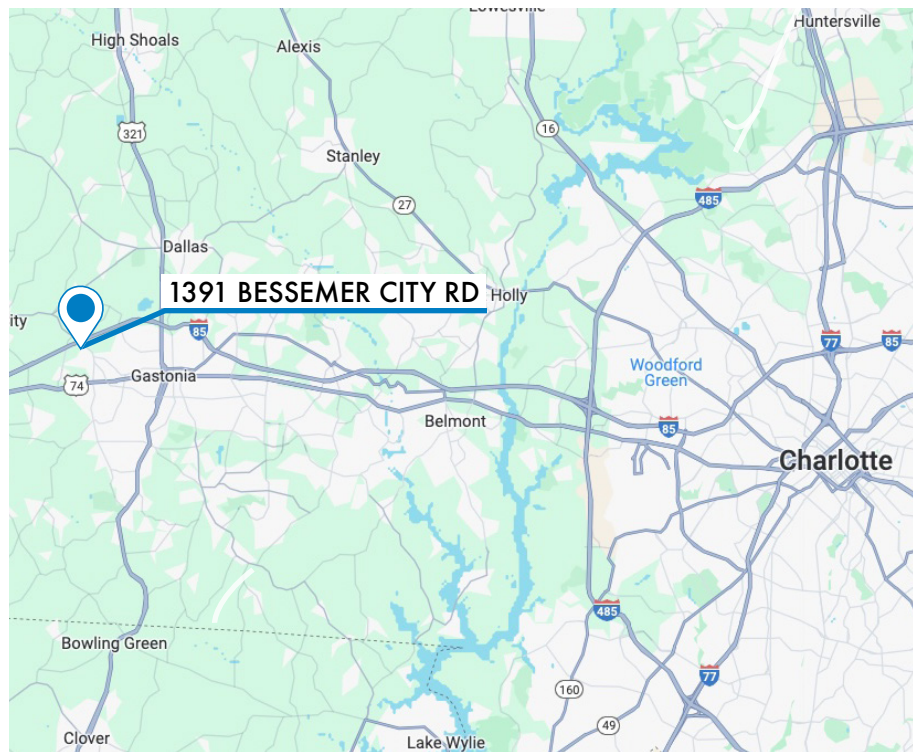 Lowesville
Huntersville
High Shoals
Alexis
321
16
Stanley
485
27
Dallas
1391 BESSEMER CITY RD
Holly
ity
85
77
85
74
Gastonia
Woodford
Green
Belmont
85
Charlotte
485
Bowling Green
77
160
49
Clover
Lake Wylie